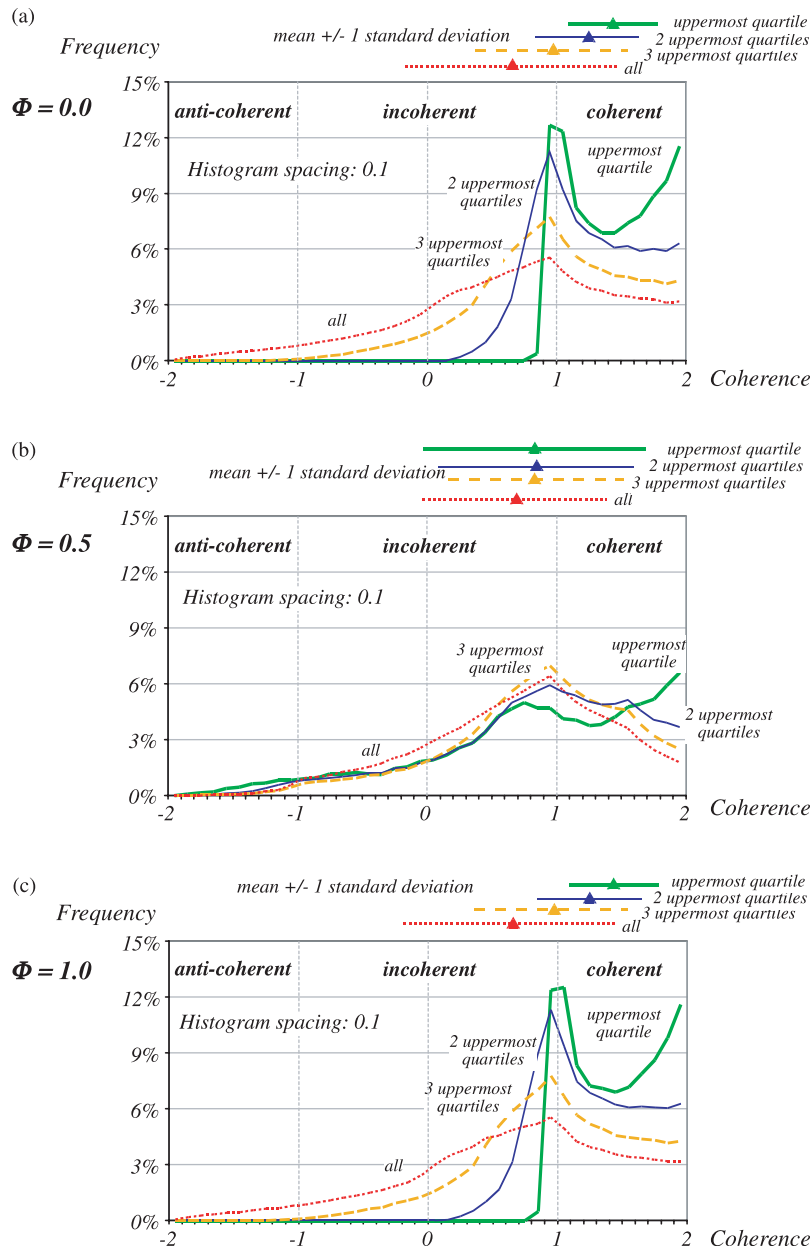 (a)
Frequency
mean +/- 1 standard deviation
uppermost quartile
2 uppermost quartiles
3 uppermost quartiles
all
Φ = 0.0
15%
anti-coherent incoherent coherent
12%
Histogram spacing: 0.1
uppermost
quartile
9%
2 uppermost
quartiles
3 uppermost
quartiles
6%
3%
all
0%
-2 -1 0 1 2 Coherence
(b)
Frequency
mean +/- 1 standard deviation
uppermost quartile
2 uppermost quartiles
3 uppermost quartiles
all
Φ = 0.5
15%
anti-coherent incoherent coherent
12%
Histogram spacing: 0.1
9%
3 uppermost
quartiles
uppermost
quartile
6%
2 uppermost
quartiles
3%
all
0%
-2 -1 0 1 2 Coherence
(c)
Frequency
mean +/- 1 standard deviation
uppermost quartile
2 uppermost quartiles
3 uppermost quartiles
all
Φ = 1.0
15%
anti-coherent incoherent coherent
12%
Histogram spacing: 0.1
uppermost
quartile
9%
2 uppermost
quartiles
3 uppermost
quartiles
6%
3%
all
0%
-2 -1 0 1 2 Coherence